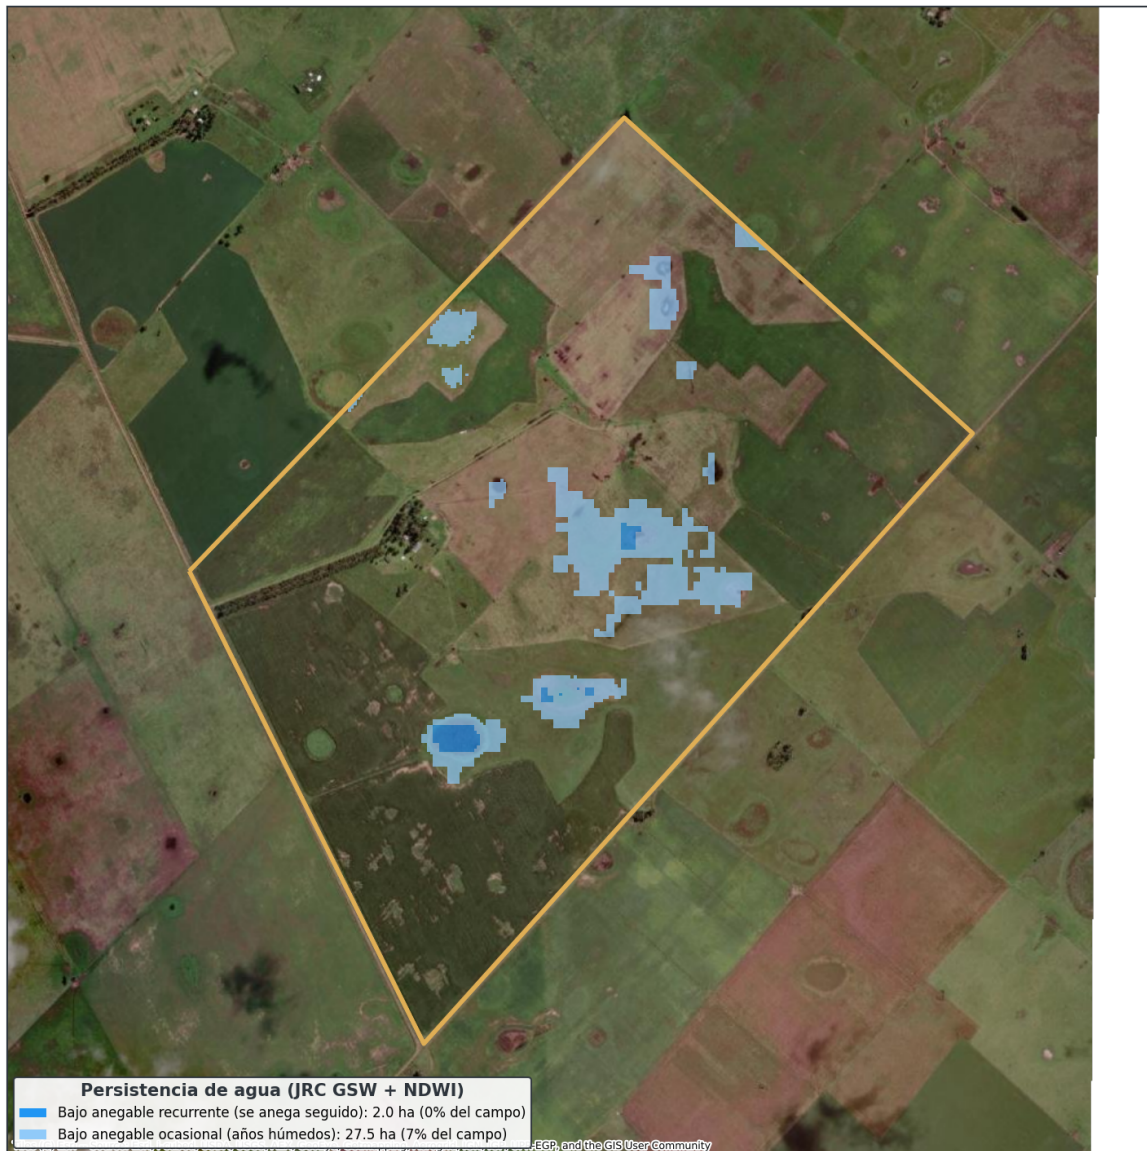 Persistencia de agua (JRC GSW + NDWI)
Bajo anegable recurrente (se anega seguido): 2.0 ha (0% del campo)
Bajo anegable ocasional (años húmedos): 27.5 ha (7% del campo)
-EGP, and the GIS User Community